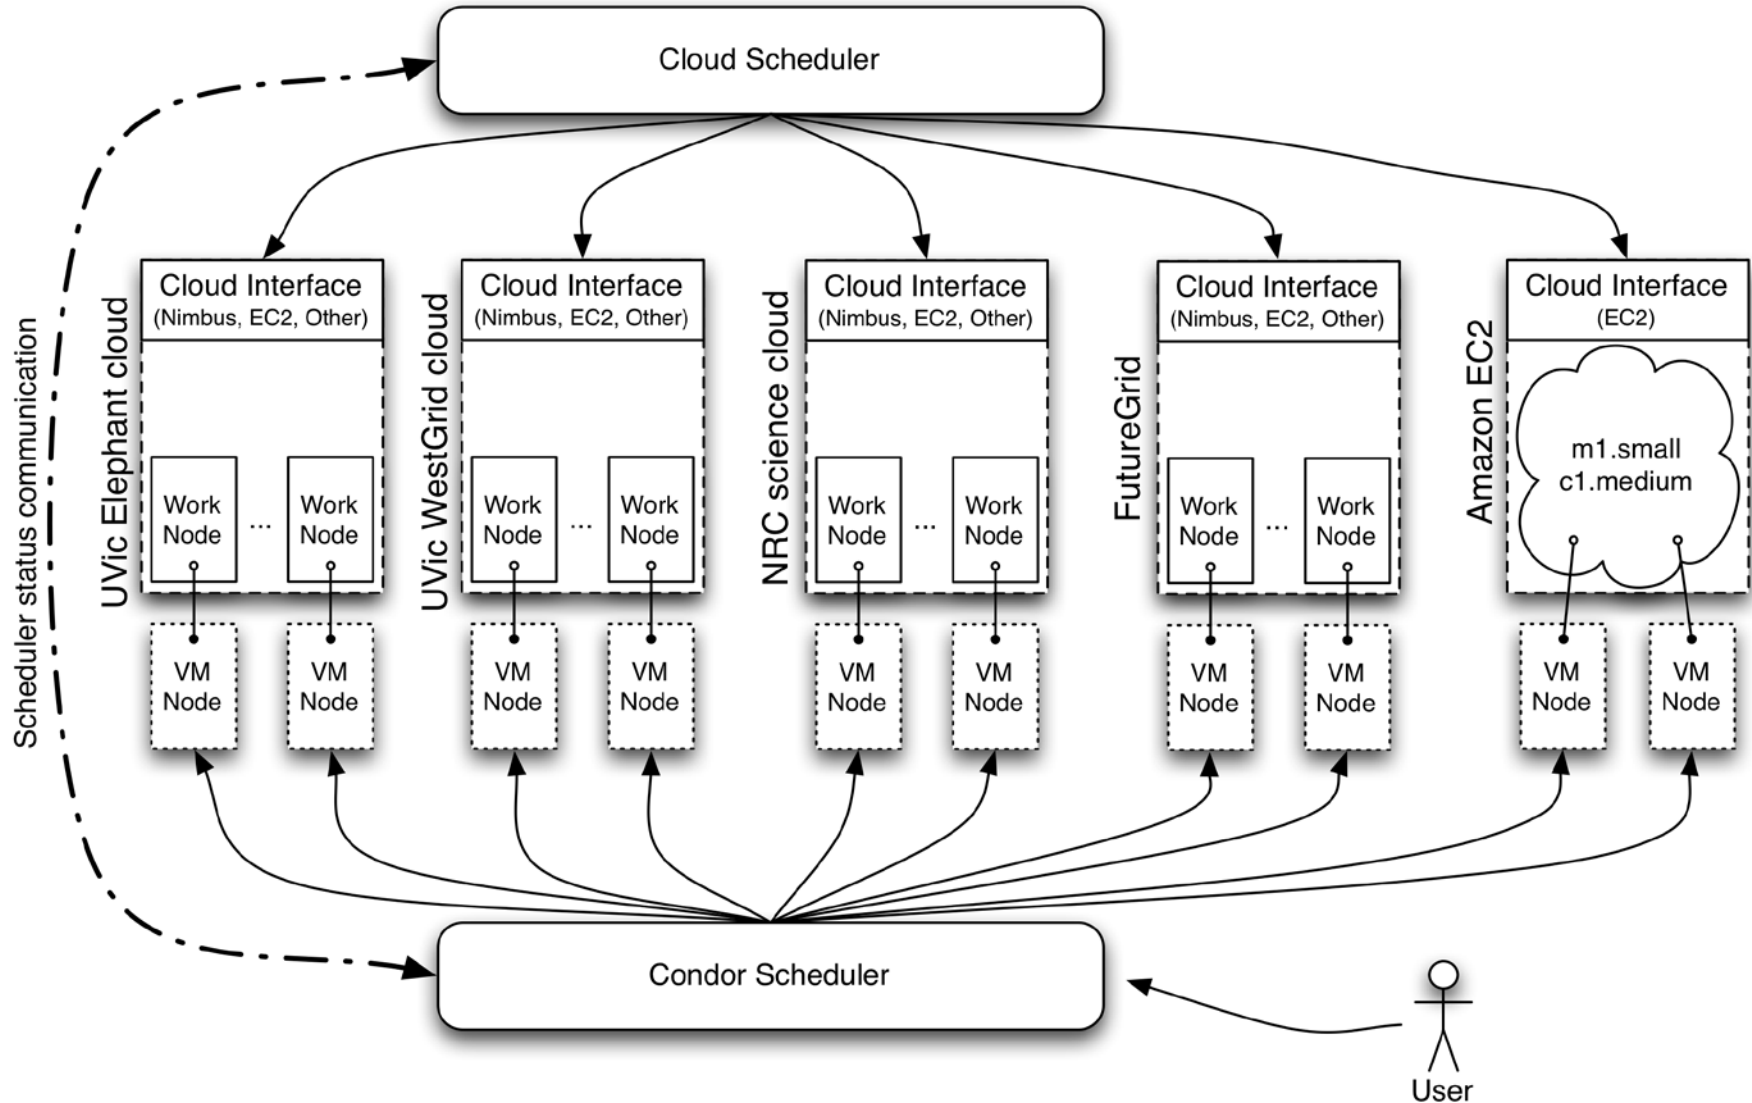 Cloud Scheduler
Scheduler status communication
UVic Elephant cloud
Cloud Interface
(Nimbus, EC2, Other)
Work
Node
...
Work
Node
VM
Node
VM
Node
UVic WestGrid cloud
Cloud Interface
(Nimbus, EC2, Other)
Work
Node
...
Work
Node
VM
Node
VM
Node
NRC science cloud
Cloud Interface
(Nimbus, EC2, Other)
Work
Node
...
Work
Node
VM
Node
VM
Node
FutureGrid
Cloud Interface
(Nimbus, EC2, Other)
Work
Node
...
Work
Node
VM
Node
VM
Node
Amazon EC2
Cloud Interface
(EC2)
m1.small
c1.medium
VM
Node
VM
Node
Condor Scheduler
User